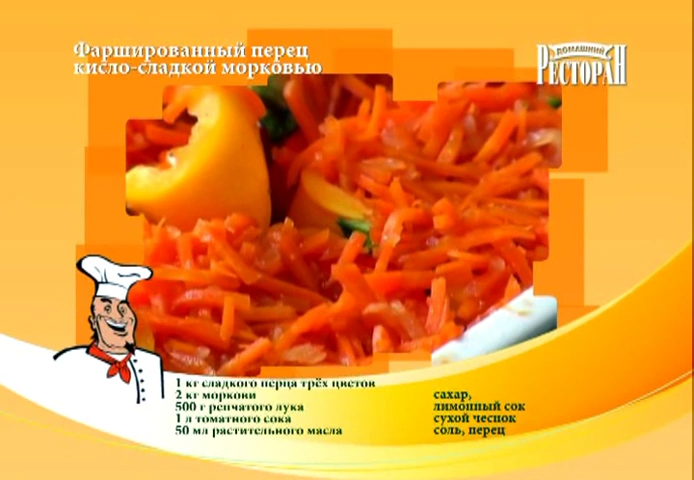 Фаршированный перец
кисло-сладкой морковью
ДОМАШНИЙ
РЕСТОРАН
1 кг сладкого перца трёх цветов
2 кг моркови
500 г репчатого лука
1 л томатного сока
50 мл растительного масла
сахар,
лимонный сок
сухой чеснок
соль, перец